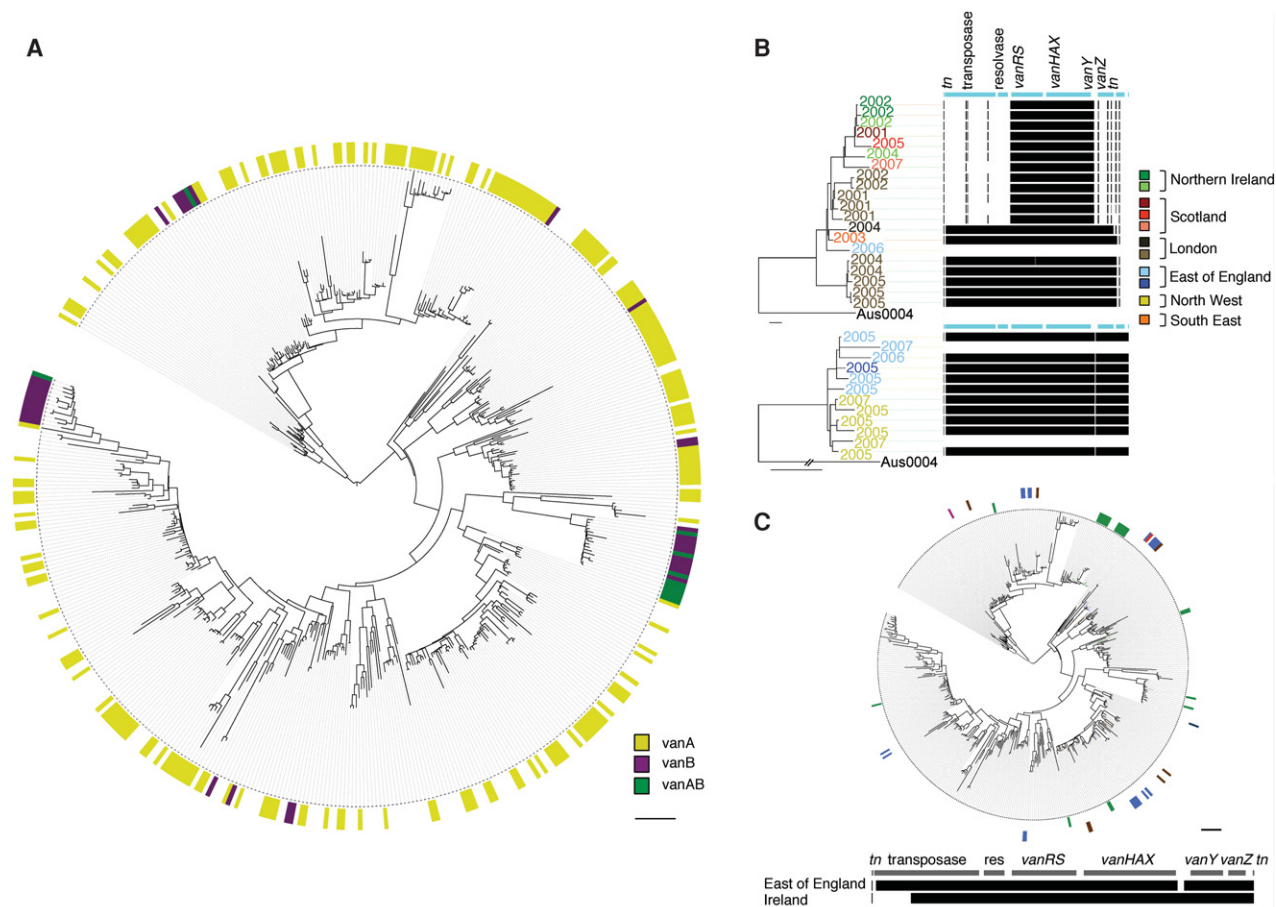 A
vanA
vanB
vanAB
B
tn
transposase
resolvase
vanRS
vanHAX
vanY
vanZ
tn
2002
2002
2002
2001
2005
2004
2007
2002
2002
2001
2001
2001
2004
2003
2006
2004
2004
2005
2005
2005
Aus0004
2005
2007
2006
2005
2005
2005
2007
2005
2005
2005
2007
2005
Aus0004
Northern Ireland
Scotland
London
East of England
North West
South East
C
tn transposase res vanRS vanHAX vanY vanZ tn
East of England
Ireland